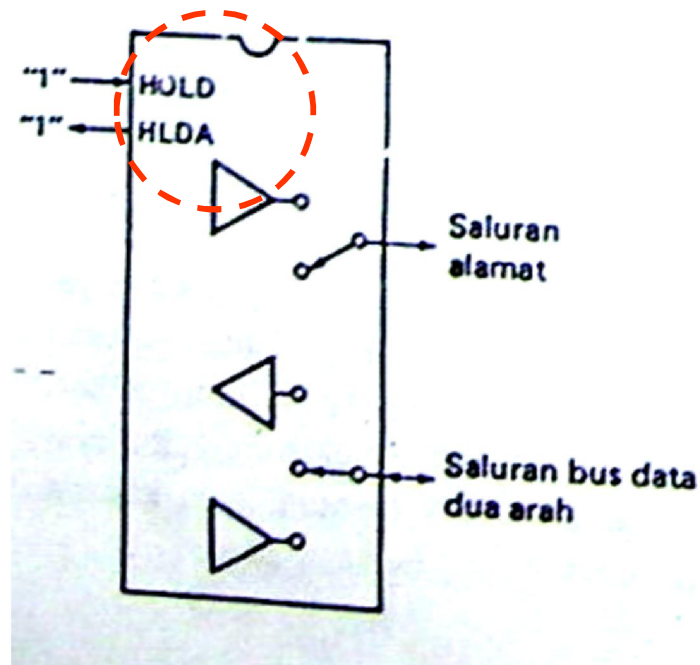 "1" HOLD
"1" HLDA
Saluran
alamat
Saluran bus data
dua arah